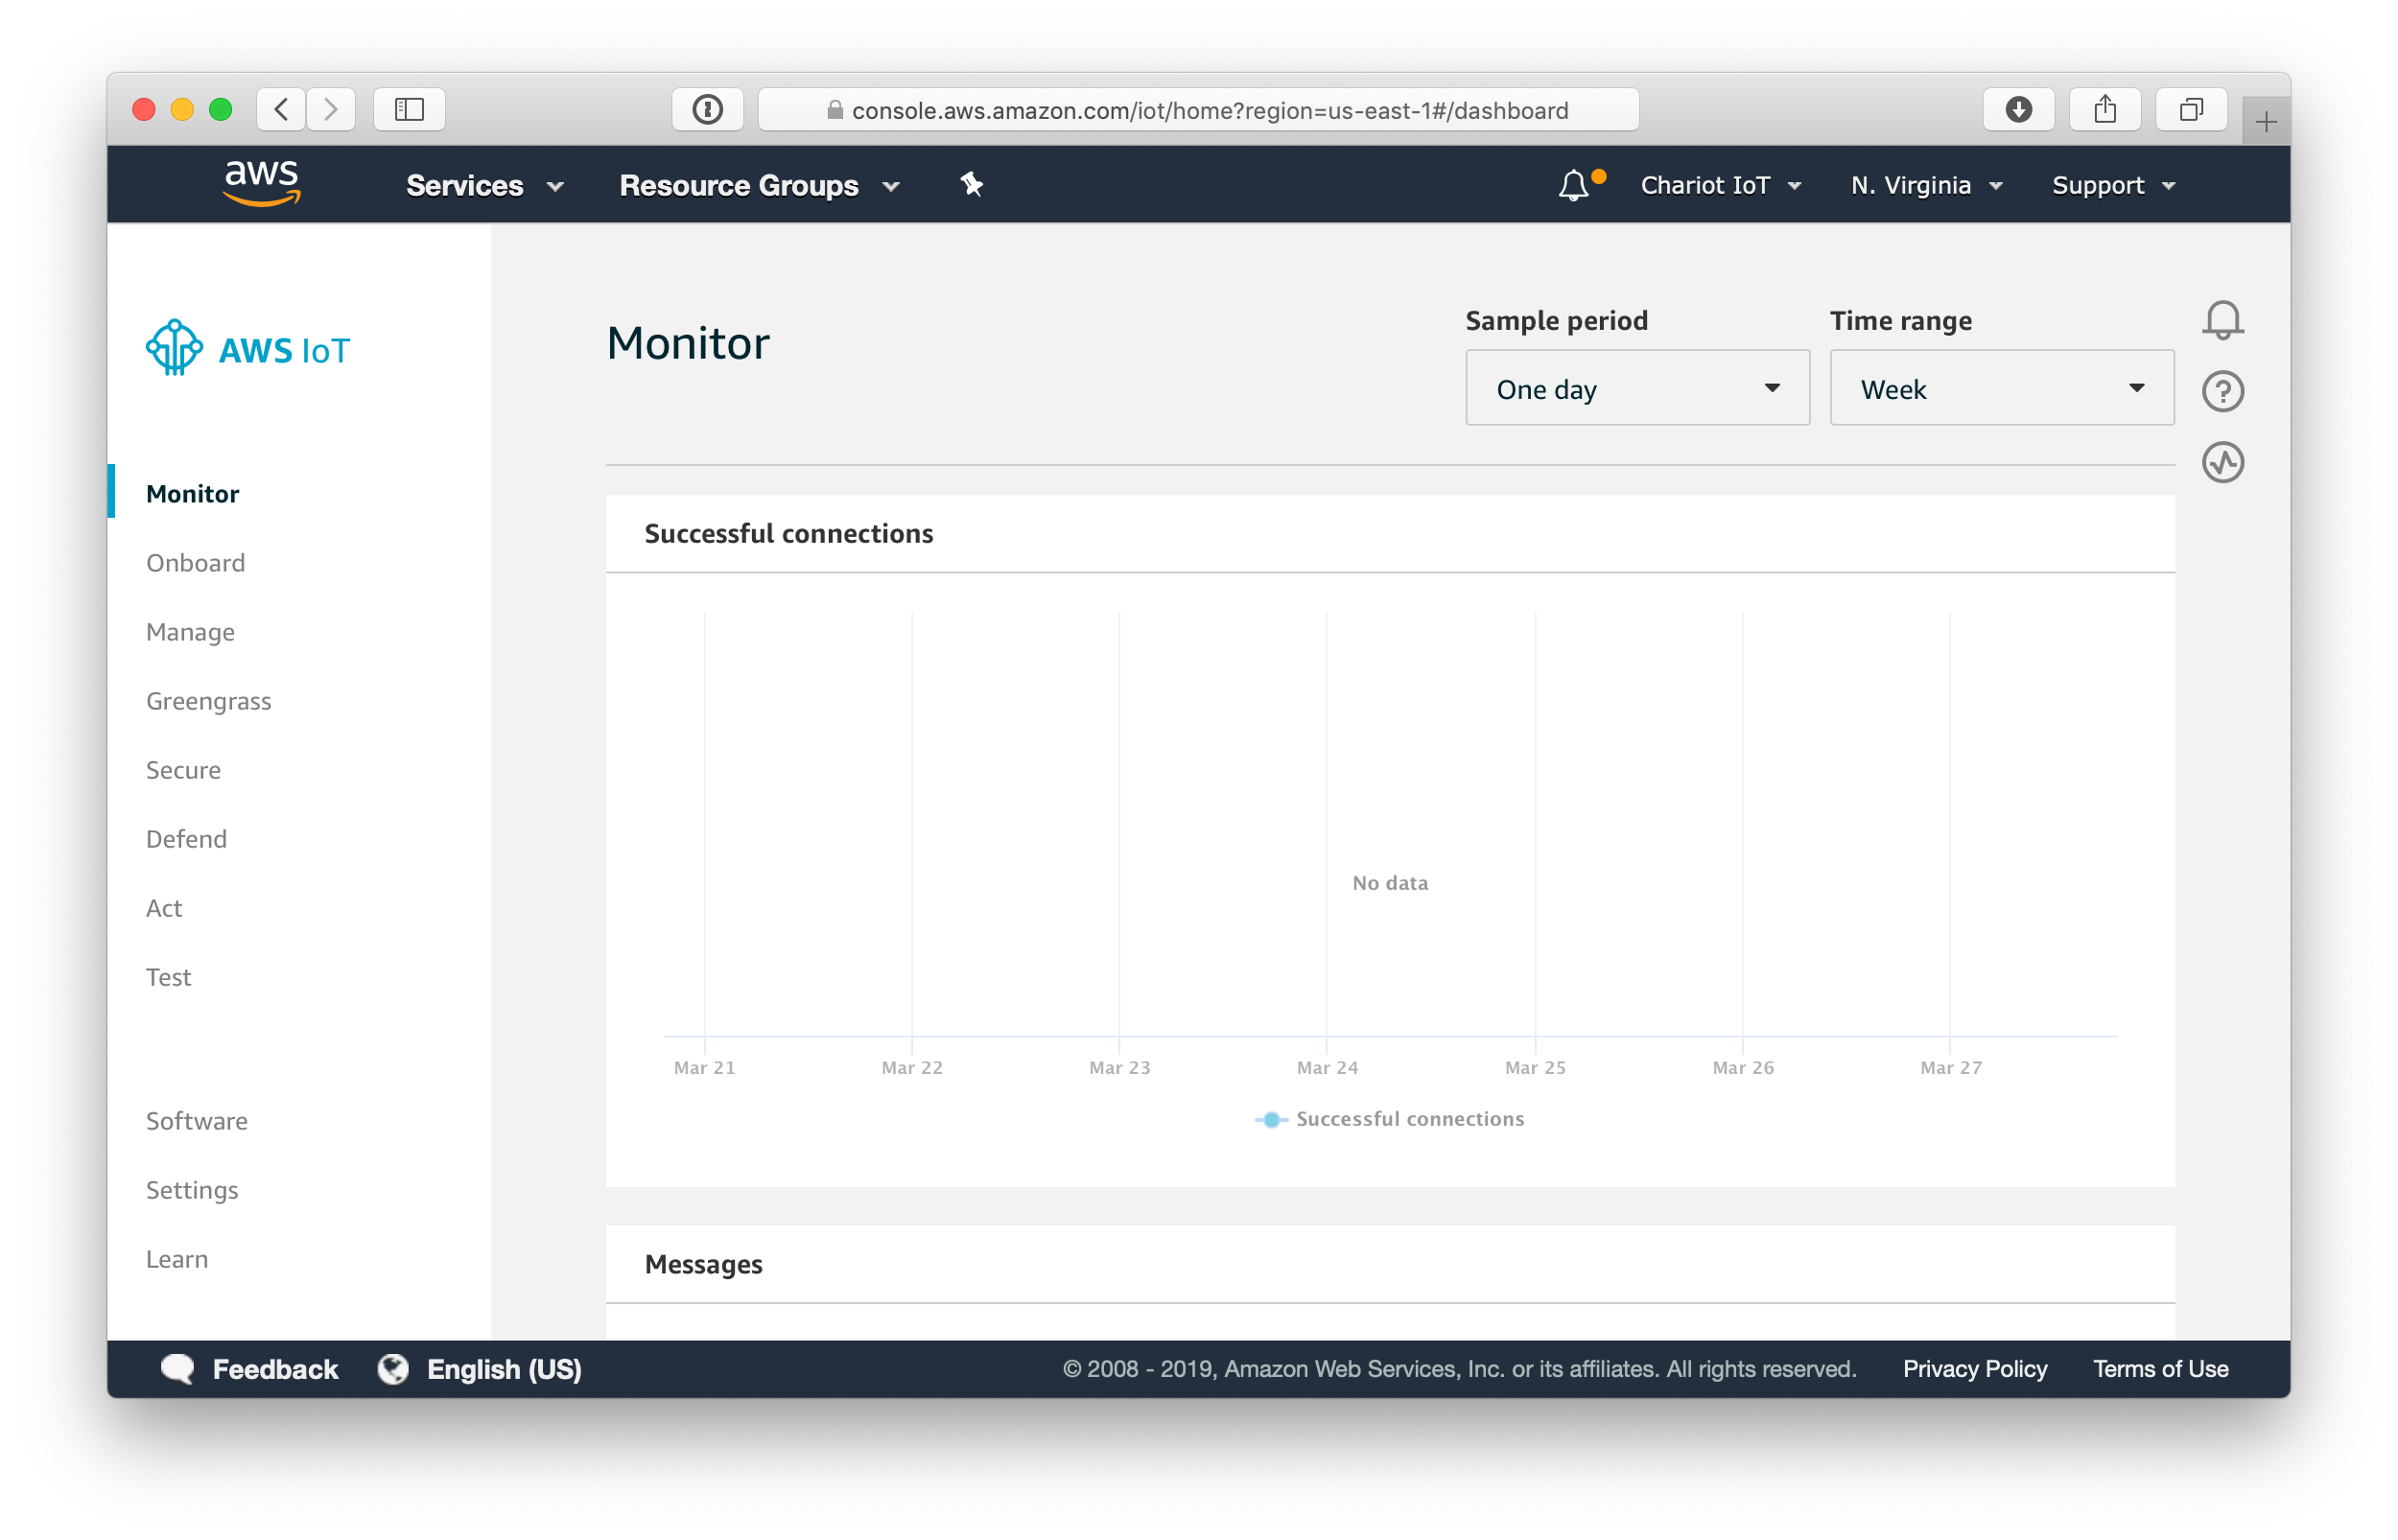 console.aws.amazon.com/iot/home?region=us-east-1#/dashboard
aws Services Resource Groups Chariot IoT N. Virginia Support
AWS IoT
Monitor
Onboard
Manage
Greengrass
Secure
Defend
Act
Test
Software
Settings
Learn
Monitor
Sample period Time range
One day Week
Successful connections
No data
Mar 21 Mar 22 Mar 23 Mar 24 Mar 25 Mar 26 Mar 27
Successful connections
Messages
Feedback English (US) © 2008 - 2019, Amazon Web Services, Inc. or its affiliates. All rights reserved. Privacy Policy Terms of Use